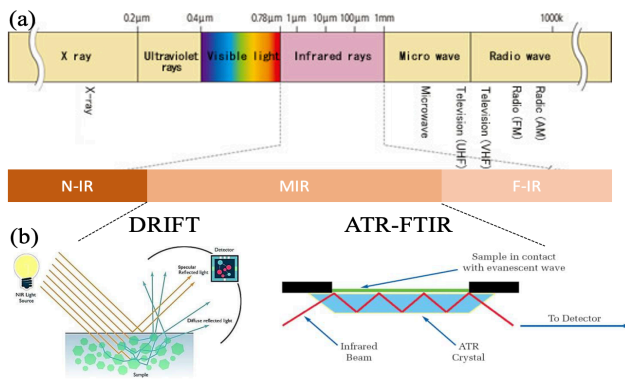 (a)
0.2μm 0.4μm 0.78μm 1μm 10μm 100μm 1mm 1000k
X ray Ultraviolet rays Visible light Infrared rays Micro wave Radio wave
X-ray
Microwave
Television (UHF)
Television (VHF)
Radio (FM)
Radic (AM)
N-IR MIR F-IR
(b)
DRIFT ATR-FTIR
NIR Light
Source
Specular
Reflected light
Detector
Diffuse reflected light
Sample
Sample in contact
with evanescent wave
To Detector
Infrared
Beam
ATR
Crystal